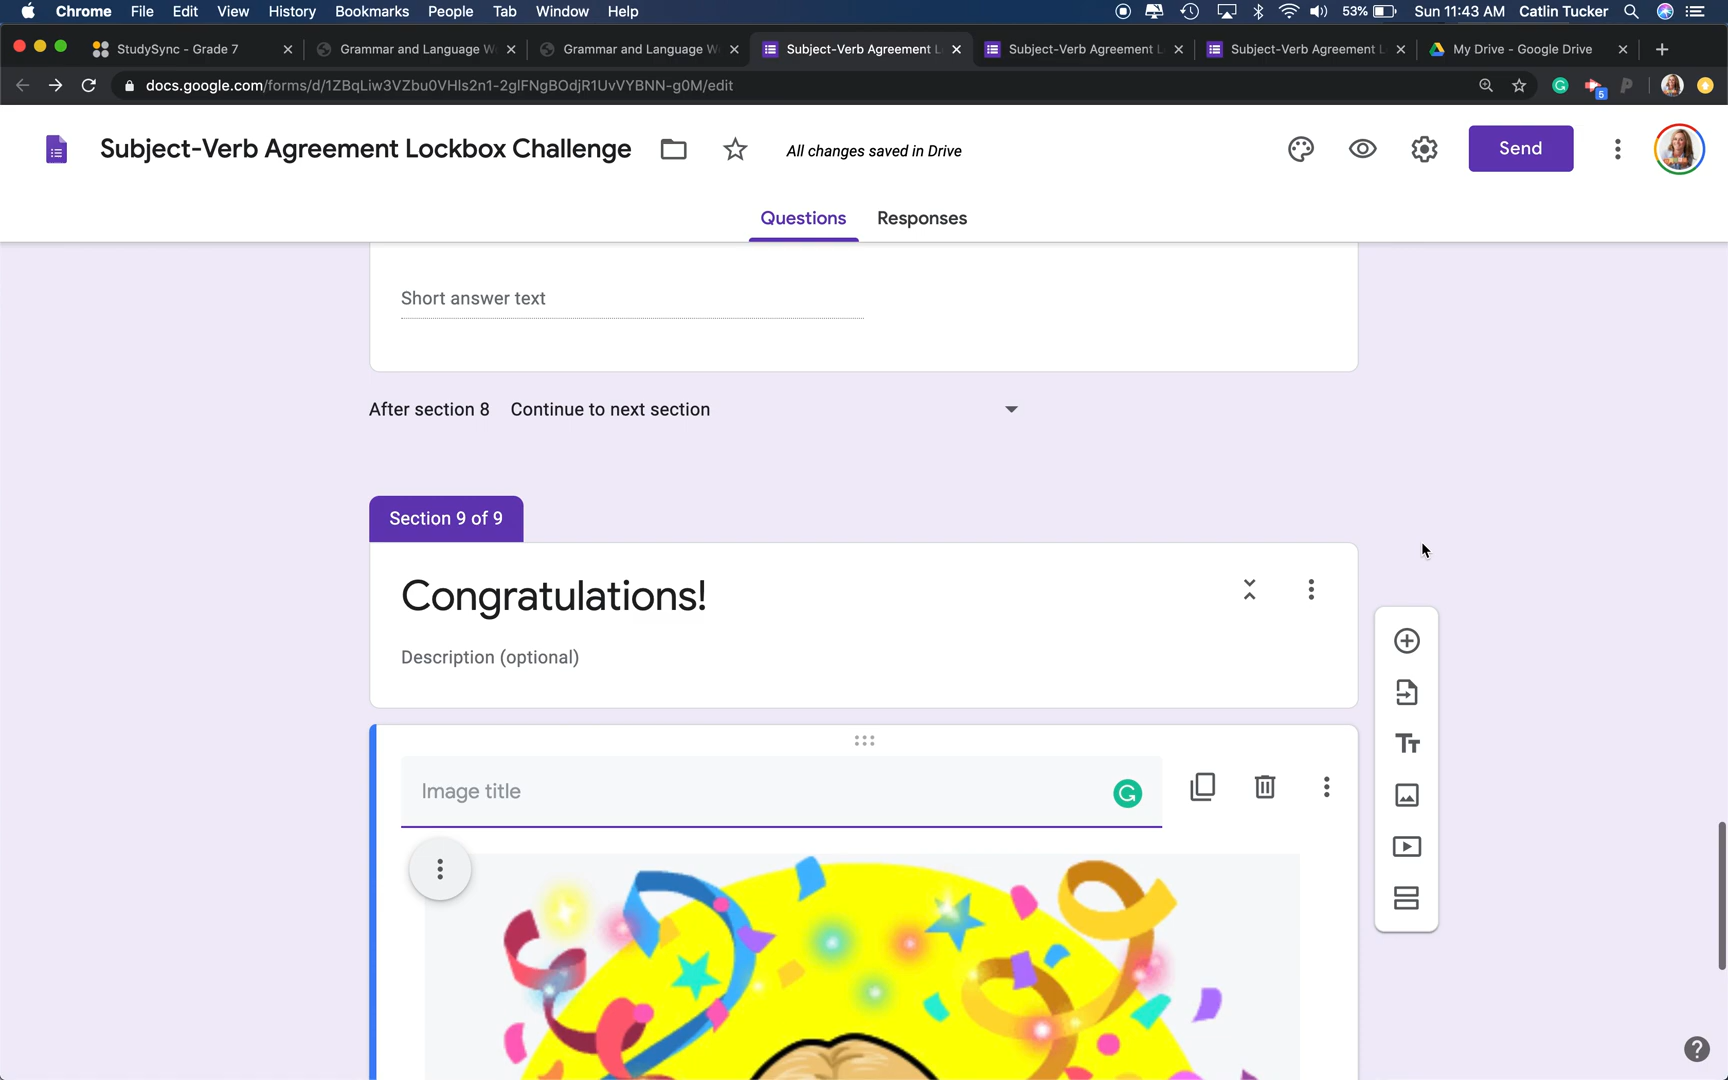 Chrome File Edit View History Bookmarks People Tab Window Help 53% Sun 11:43 AM Catlin Tucker
StudySync - Grade 7 Grammar and Language W Grammar and Language W Subject-Verb Agreement L Subject-Verb Agreement L Subject-Verb Agreement L My Drive - Google Drive
docs.google.com/forms/d/1ZBqLiw3VZbu0VHIs2n1-2glFNgBOdjR1UvVYBNN-g0M/edit
5
Subject-Verb Agreement Lockbox Challenge All changes saved in Drive Send
Questions Responses
Short answer text
After section 8 Continue to next section
Section 9 of 9
Congratulations!
Description (optional)
Image title